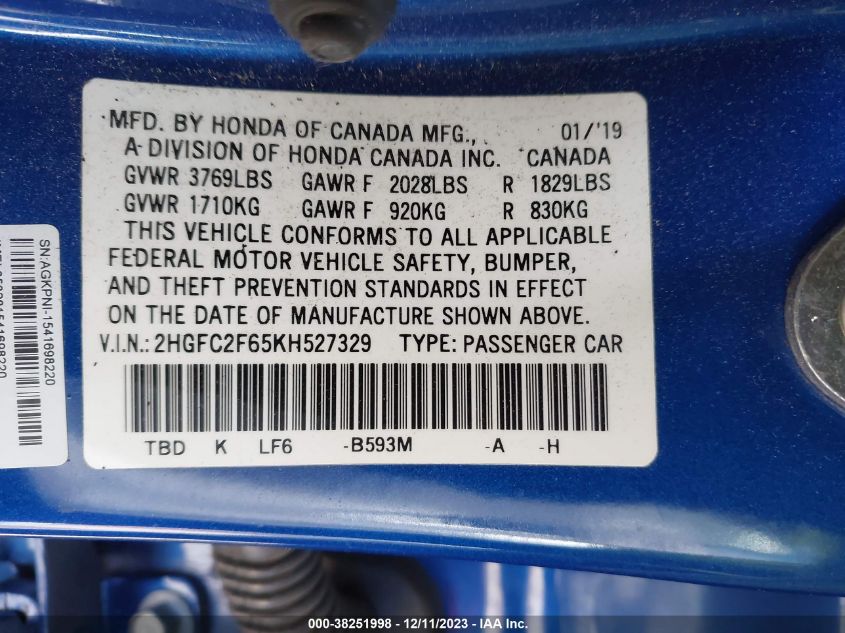 MFD. BY HONDA OF CANADA MFG., 01/'19
A DIVISION OF HONDA CANADA INC. CANADA
GVWR 3769LBS GAWR F 2028LBS R 1829LBS
GVWR 1710KG GAWR F 920KG R 830KG
THIS VEHICLE CONFORMS TO ALL APPLICABLE
FEDERAL MOTOR VEHICLE SAFETY, BUMPER,
AND THEFT PREVENTION STANDARDS IN EFFECT
ON THE DATE OF MANUFACTURE SHOWN ABOVE.
V.I.N.: 2HGFC2F65KH527329 TYPE: PASSENGER CAR
TBD K LF6 -B593M -A -H
SN:AGKPNI-1541698220
000-38251998 - 12/11/2023 - IAA Inc.